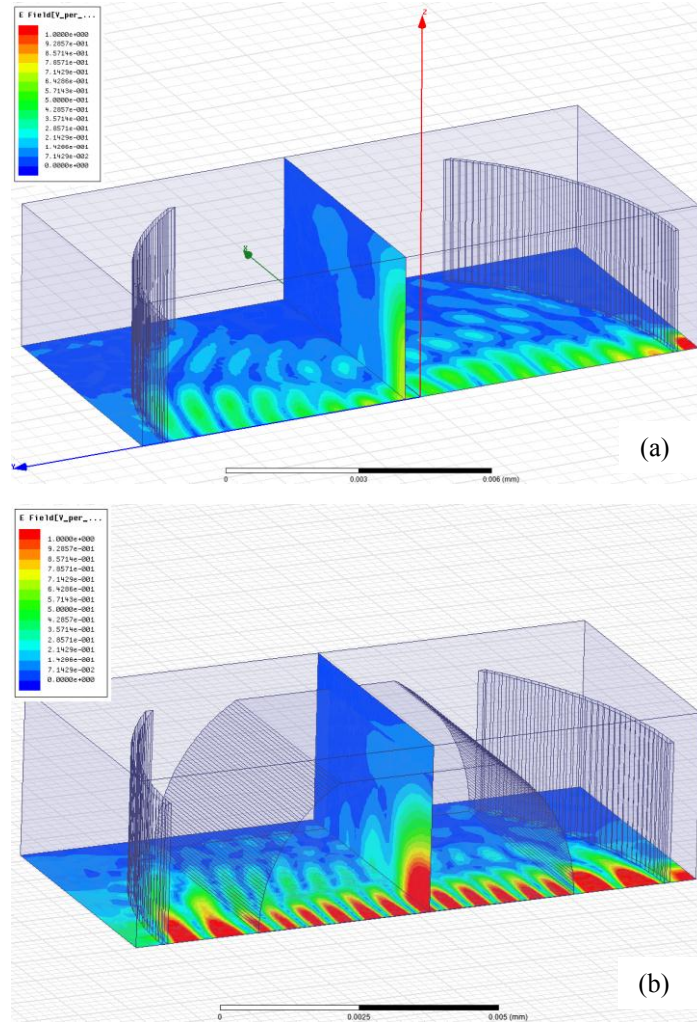 E Field[V_per_...
1.0000e+000
9.2857e-001
8.5714e-001
7.8571e-001
7.1429e-001
6.4286e-001
5.7143e-001
5.0000e-001
4.2857e-001
3.5714e-001
2.8571e-001
2.1429e-001
1.4286e-001
7.1429e-002
0.0000e+000
Z
X
Y
(a)
0
0.003
0.006 (mm)
E Field[V_per_...
1.0000e+000
9.2857e-001
8.5714e-001
7.8571e-001
7.1429e-001
6.4286e-001
5.7143e-001
5.0000e-001
4.2857e-001
3.5714e-001
2.8571e-001
2.1429e-001
1.4286e-001
7.1429e-002
0.0000e+000
(b)
0
0.0025
0.005 (mm)